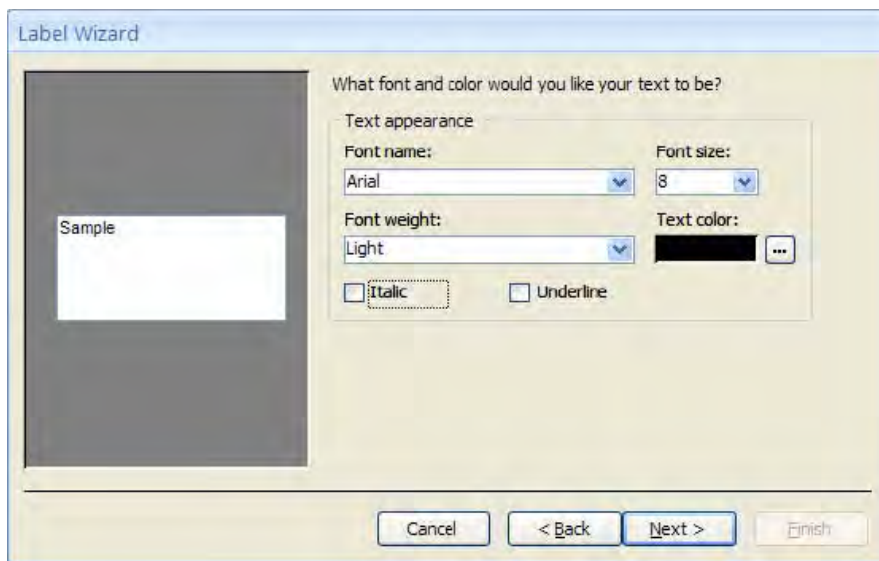 Label Wizard
What font and color would you like your text to be?
Text appearance
Font name:
Font size:
Arial
8
Sample
Font weight:
Text color:
Light
...
Italic
Underline
Cancel
< Back
Next >
Finish